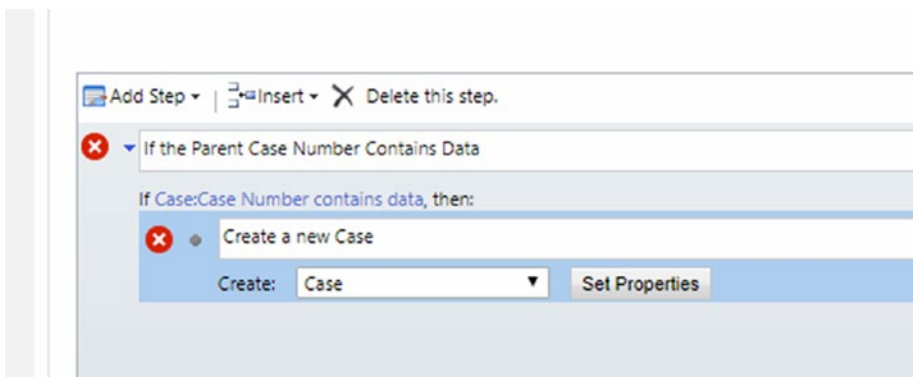 Add Step Insert Delete this step.
If the Parent Case Number Contains Data
If Case:Case Number contains data, then:
Create a new Case
Create: Case Set Properties